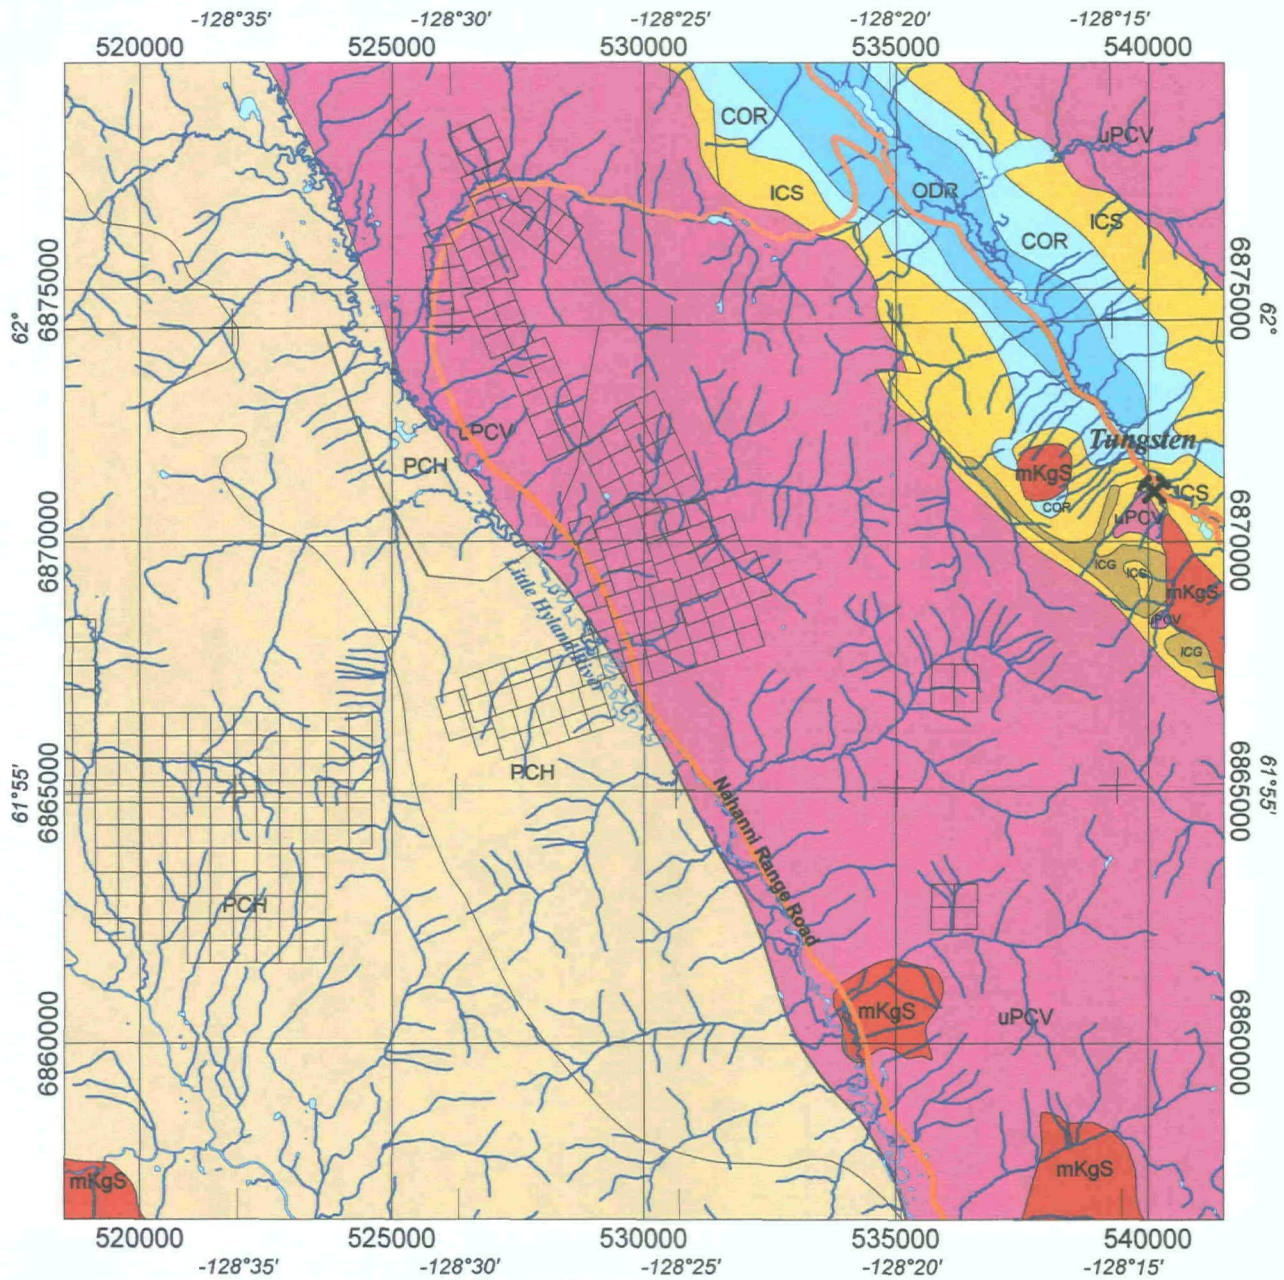 -128°35' -128°30' -128°25' -128°20' -128°15'
520000 525000 530000 535000 540000
COR
uPCV
ICS
ODR
ICS
COR
6875000
6875000
62°
62°
uPCV
Tungsten
PCH
mKgS
ICS
COR
uPCV
6870000
6870000
ICG
ICS
mKgS
Little Hyland River
uPCV
ICG
PCH
61°55'
6865000
6865000
61°55'
Nahanni Range Road
PCH
mKgS
uPCV
6860000
6860000
mKgS
mKgS
520000 525000 530000 535000 540000
-128°35' -128°30' -128°25' -128°20' -128°15'